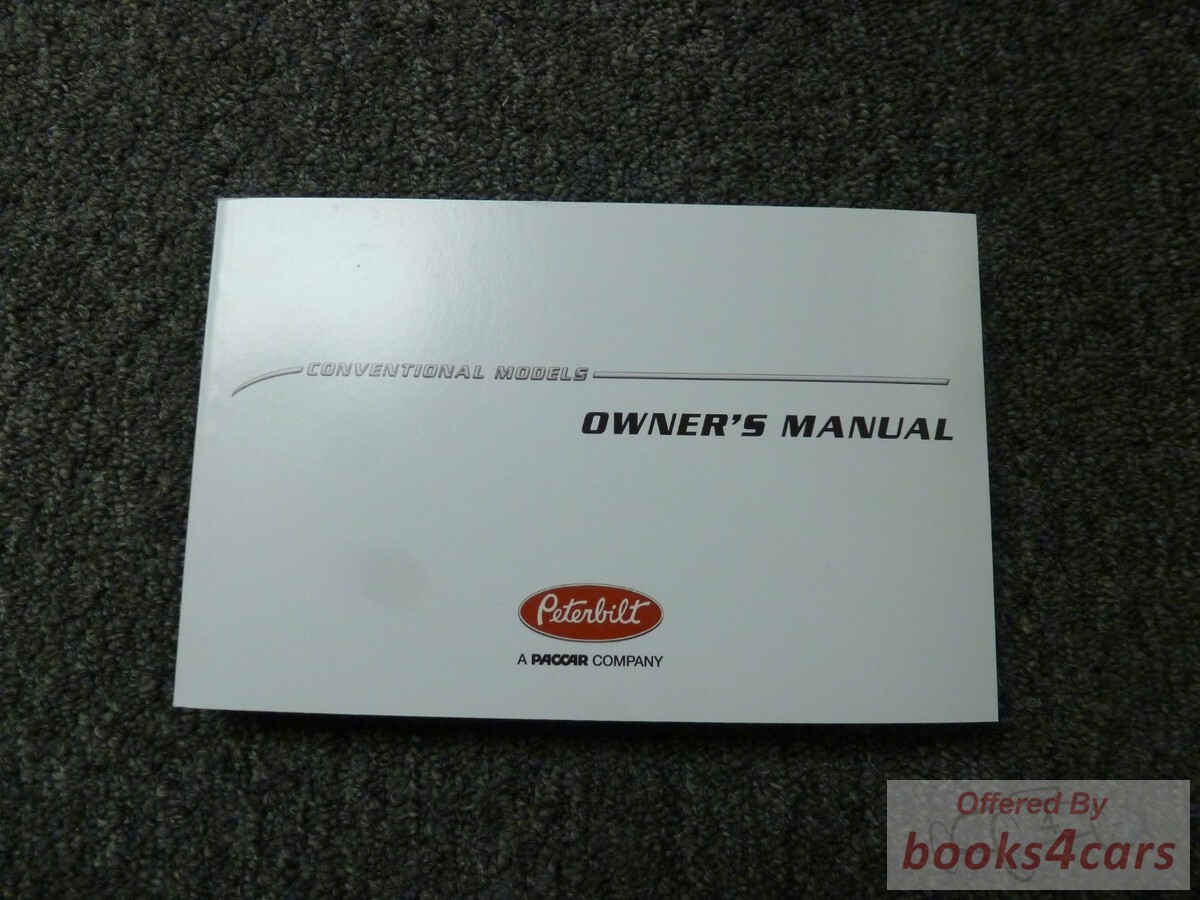 CONVENTIONAL MODELS
OWNER'S MANUAL
Peterbilt
A PACCAR COMPANY
Offered By
books4cars